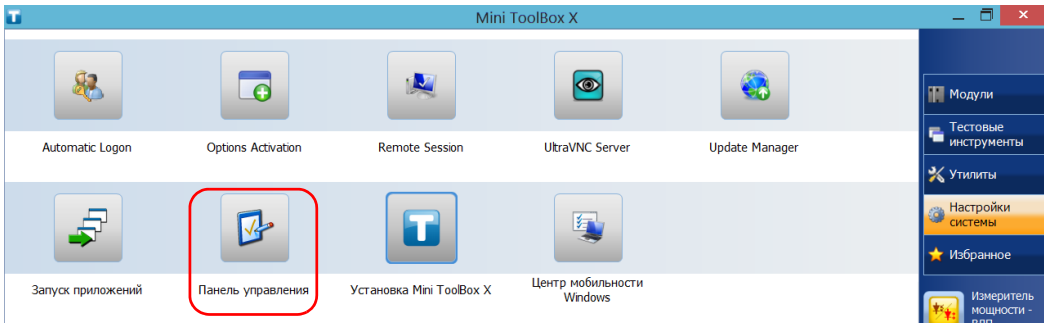 Mini ToolBox X
Automatic Logon
Options Activation
Remote Session
UltraVNC Server
Update Manager
Запуск приложений
Панель управления
Установка Mini ToolBox X
Центр мобильности
Windows
Модули
Тестовые
инструменты
Утилиты
Настройки
системы
Избранное
Измеритель
мощности -